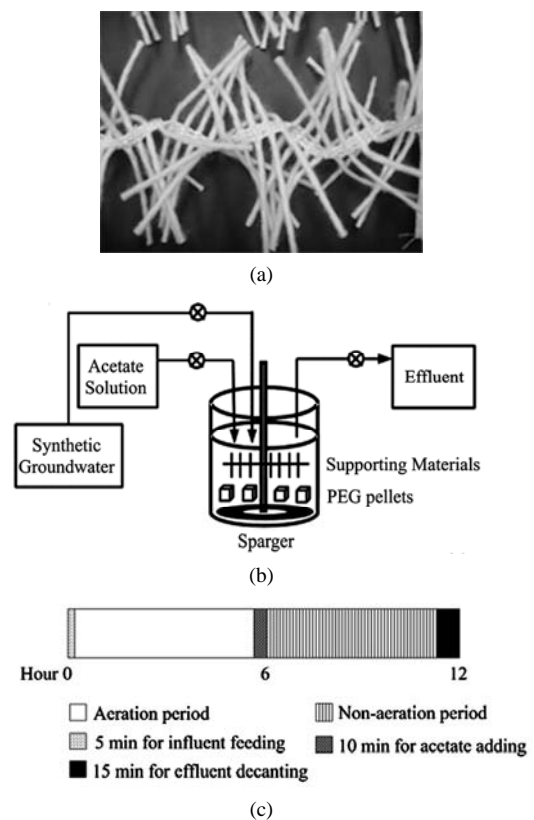 (a)
Acetate
Solution
Synthetic
Groundwater
Effluent
Supporting Materials
PEG pellets
Sparger
(b)
Hour 0
6
12
Aeration period
Non-aeration period
5 min for influent feeding
10 min for acetate adding
15 min for effluent decanting
(c)